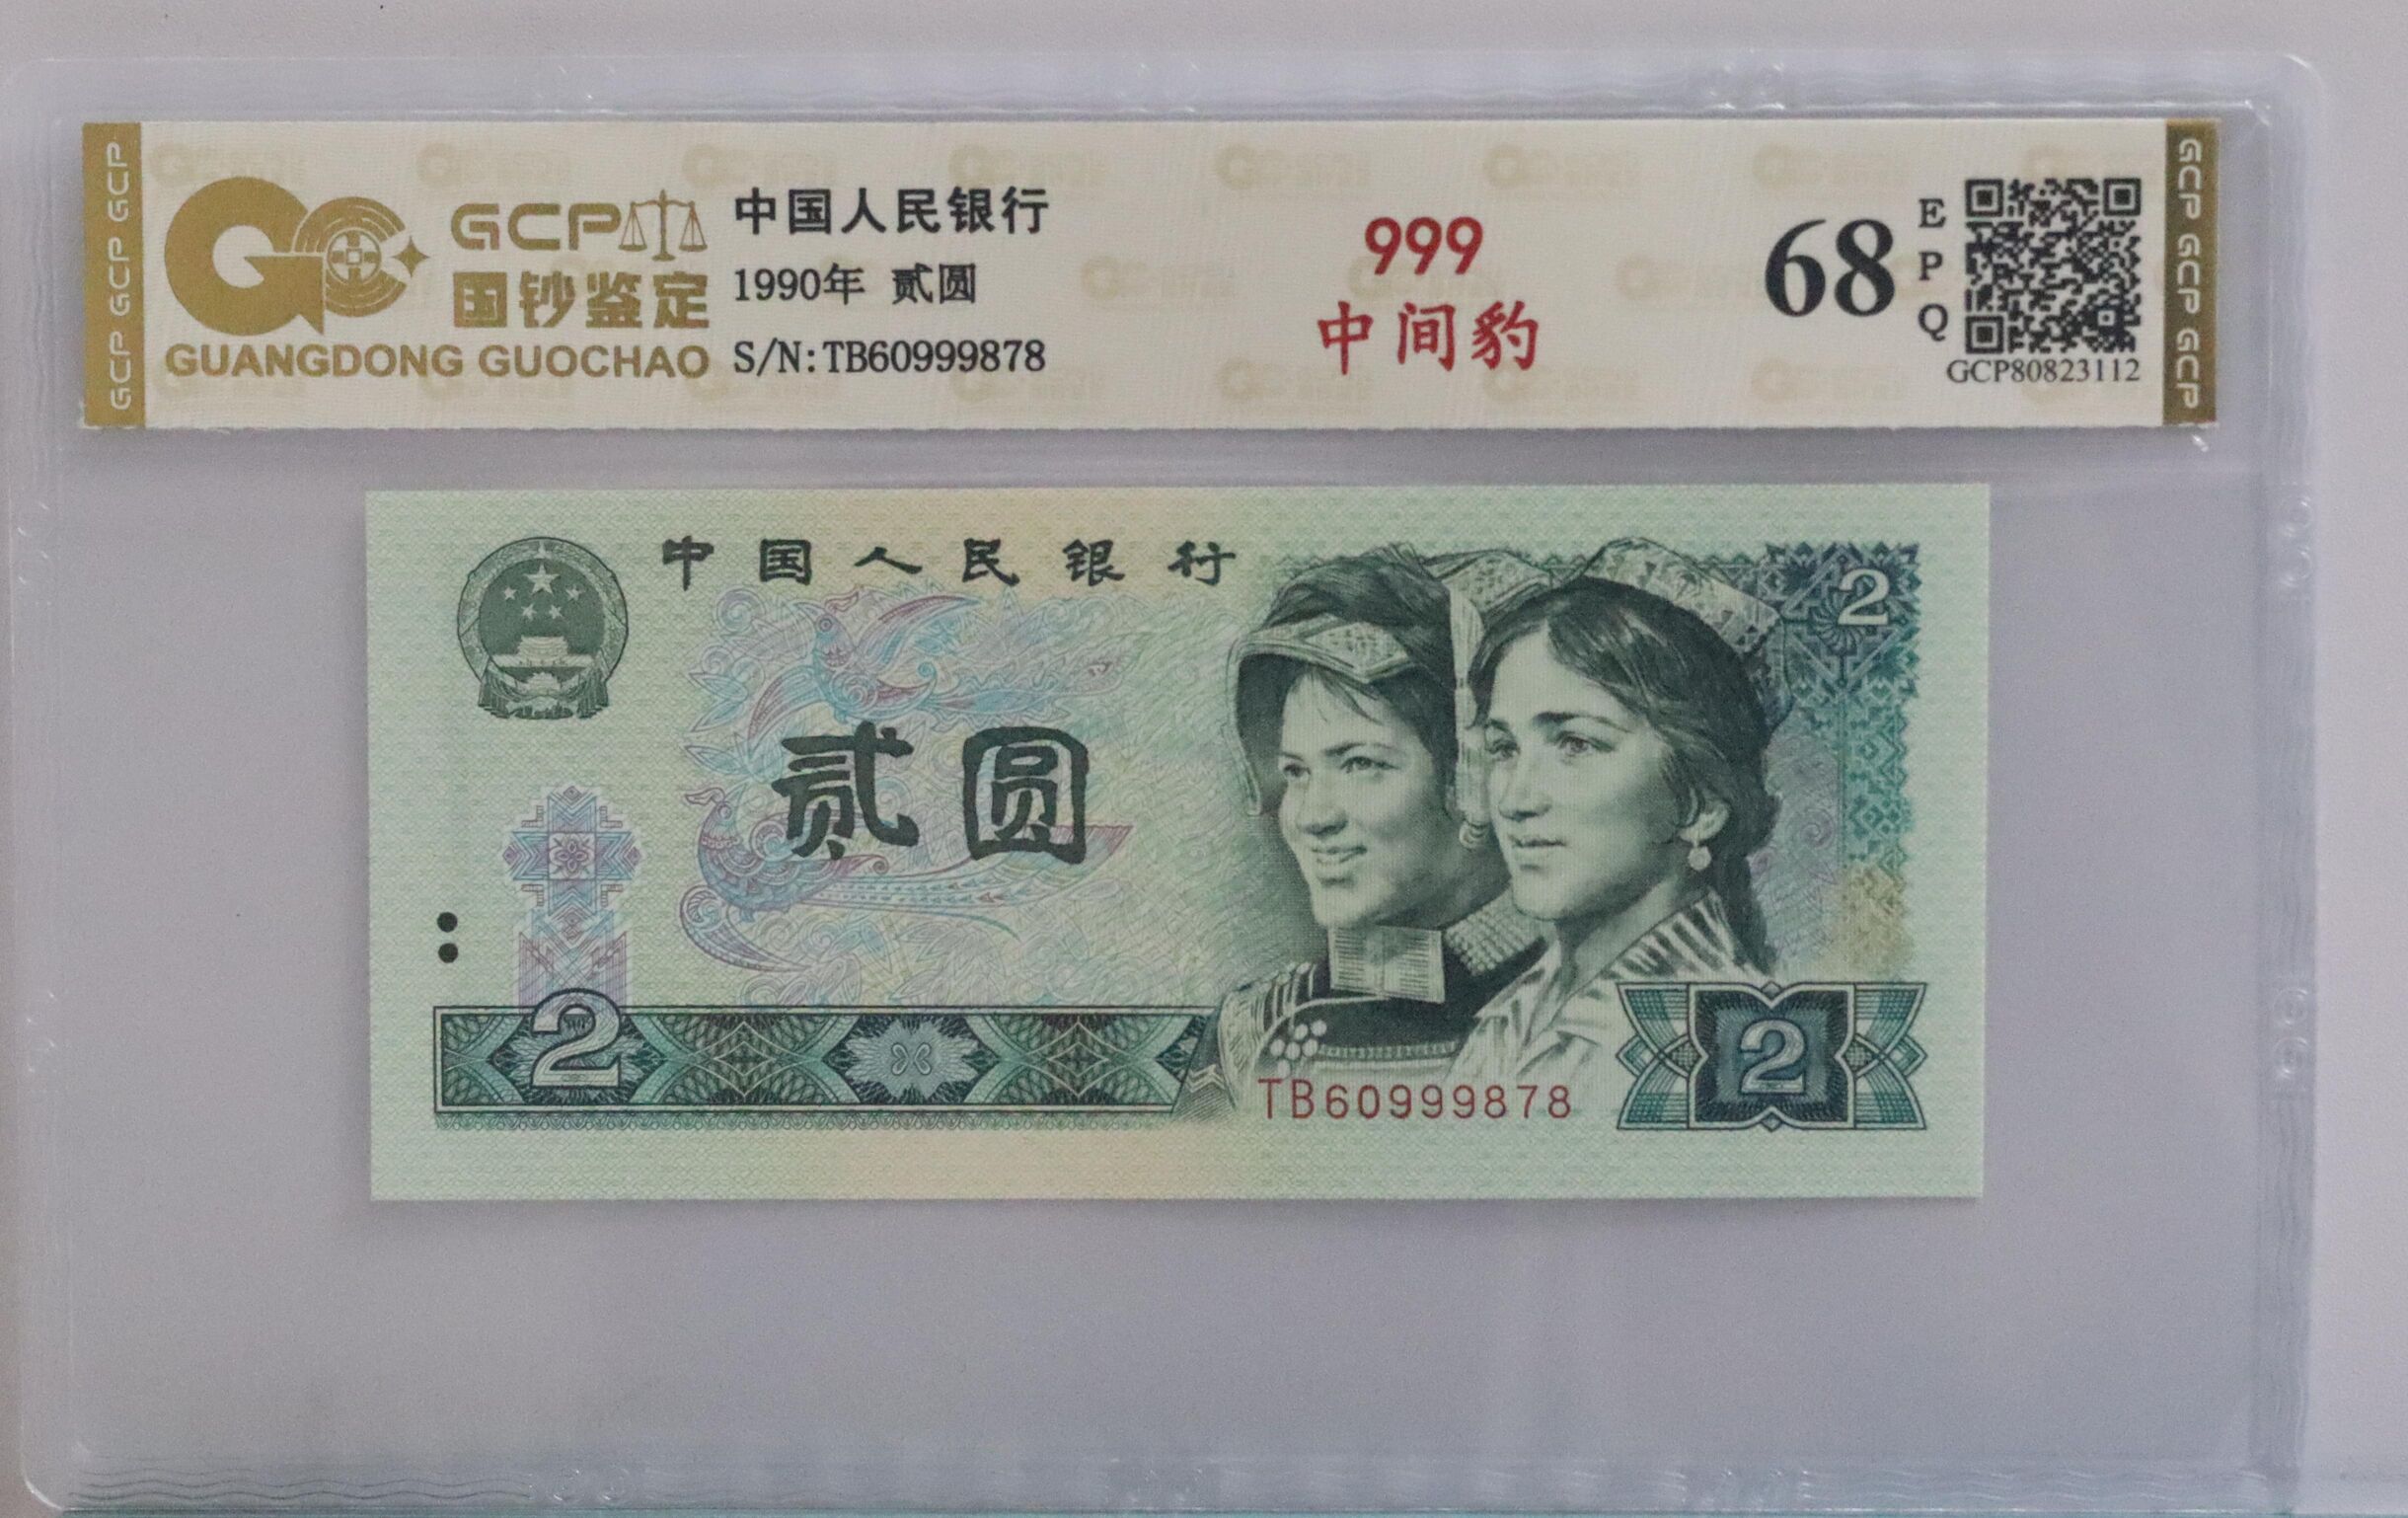 GCP GCP GCP
GCP
国钞鉴定
GUANGDONG GUOCHAO
中国人民银行
1990年 贰圆
S/N:TB60999878
999
中间豹
68
EPQ
GCP80823112
GCP GCP GCP
中国人民银行
2
贰圆
2
TB60999878
2